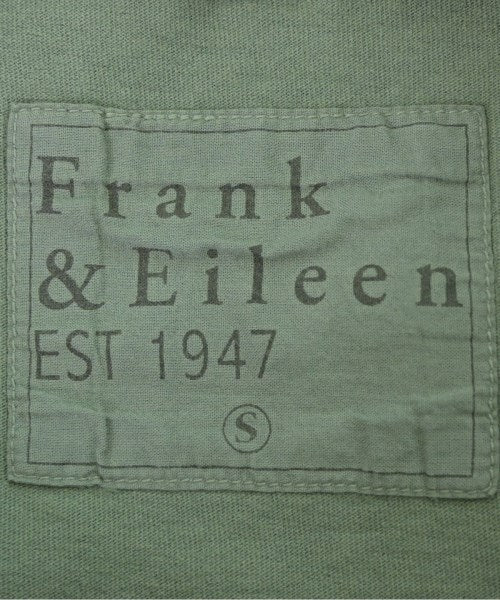 Frank
& Eileen
EST 1947
S